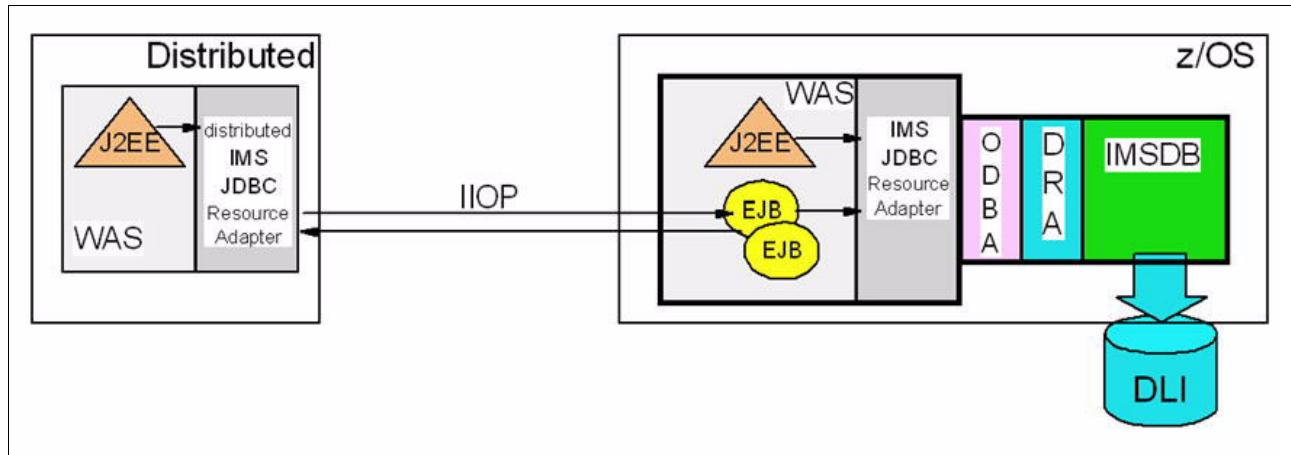 Distributed
J2EE
distributed
IMS
JDBC
Resource
Adapter
WAS
IIOP
z/OS
WAS
J2EE
EJB
EJB
IMS
JDBC
Resource
Adapter
O
D
B
A
D
R
A
IMSDB
DLI